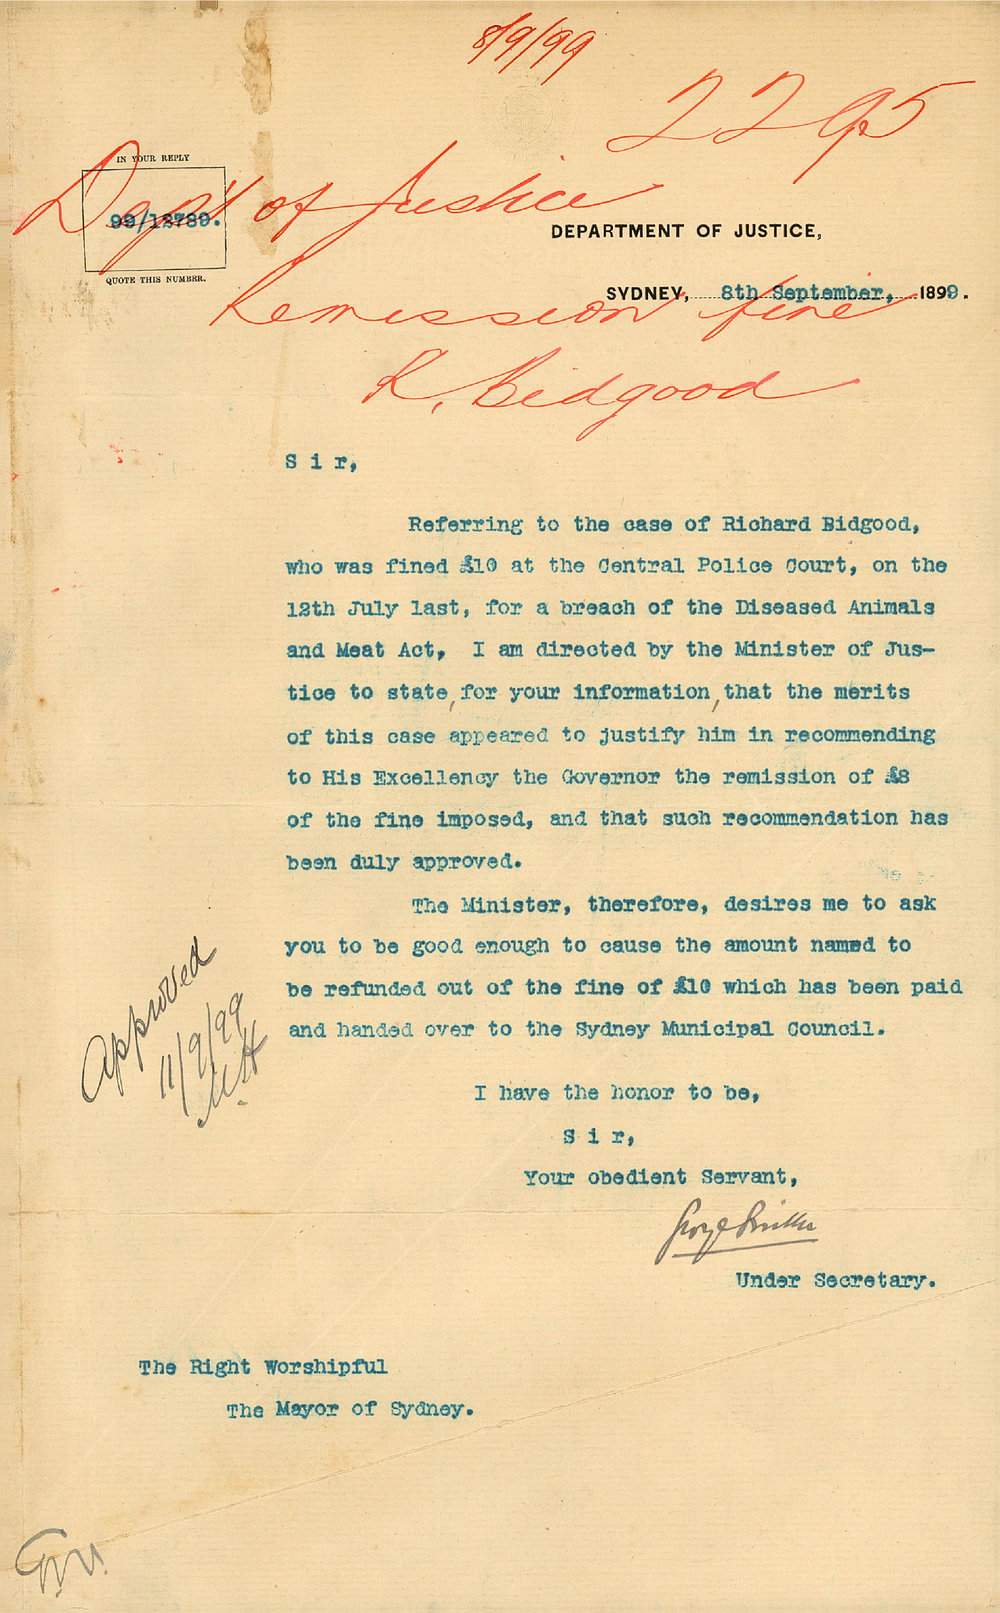 8/9/99
2295
IN YOUR REPLY
99/12789.
QUOTE THIS NUMBER.
Dep't of Justice
DEPARTMENT OF JUSTICE,
SYDNEY, 8th September, 1899.
Remission fine
R. Bidgood
Sir,
Referring to the case of Richard Bidgood,
who was fined £10 at the Central Police Court, on the
12th July last, for a breach of the Diseased Animals
and Meat Act, I am directed by the Minister of Jus-
tice to state, for your information, that the merits
of this case appeared to justify him in recommending
to His Excellency the Governor the remission of £8
of the fine imposed, and that such recommendation has
been duly approved.
The Minister, therefore, desires me to ask
you to be good enough to cause the amount named to
be refunded out of the fine of £10 which has been paid
and handed over to the Sydney Municipal Council.
Approved
11/9/99
I have the honor to be,
Sir,
Your obedient Servant,
Under Secretary.
The Right Worshipful
The Mayor of Sydney.